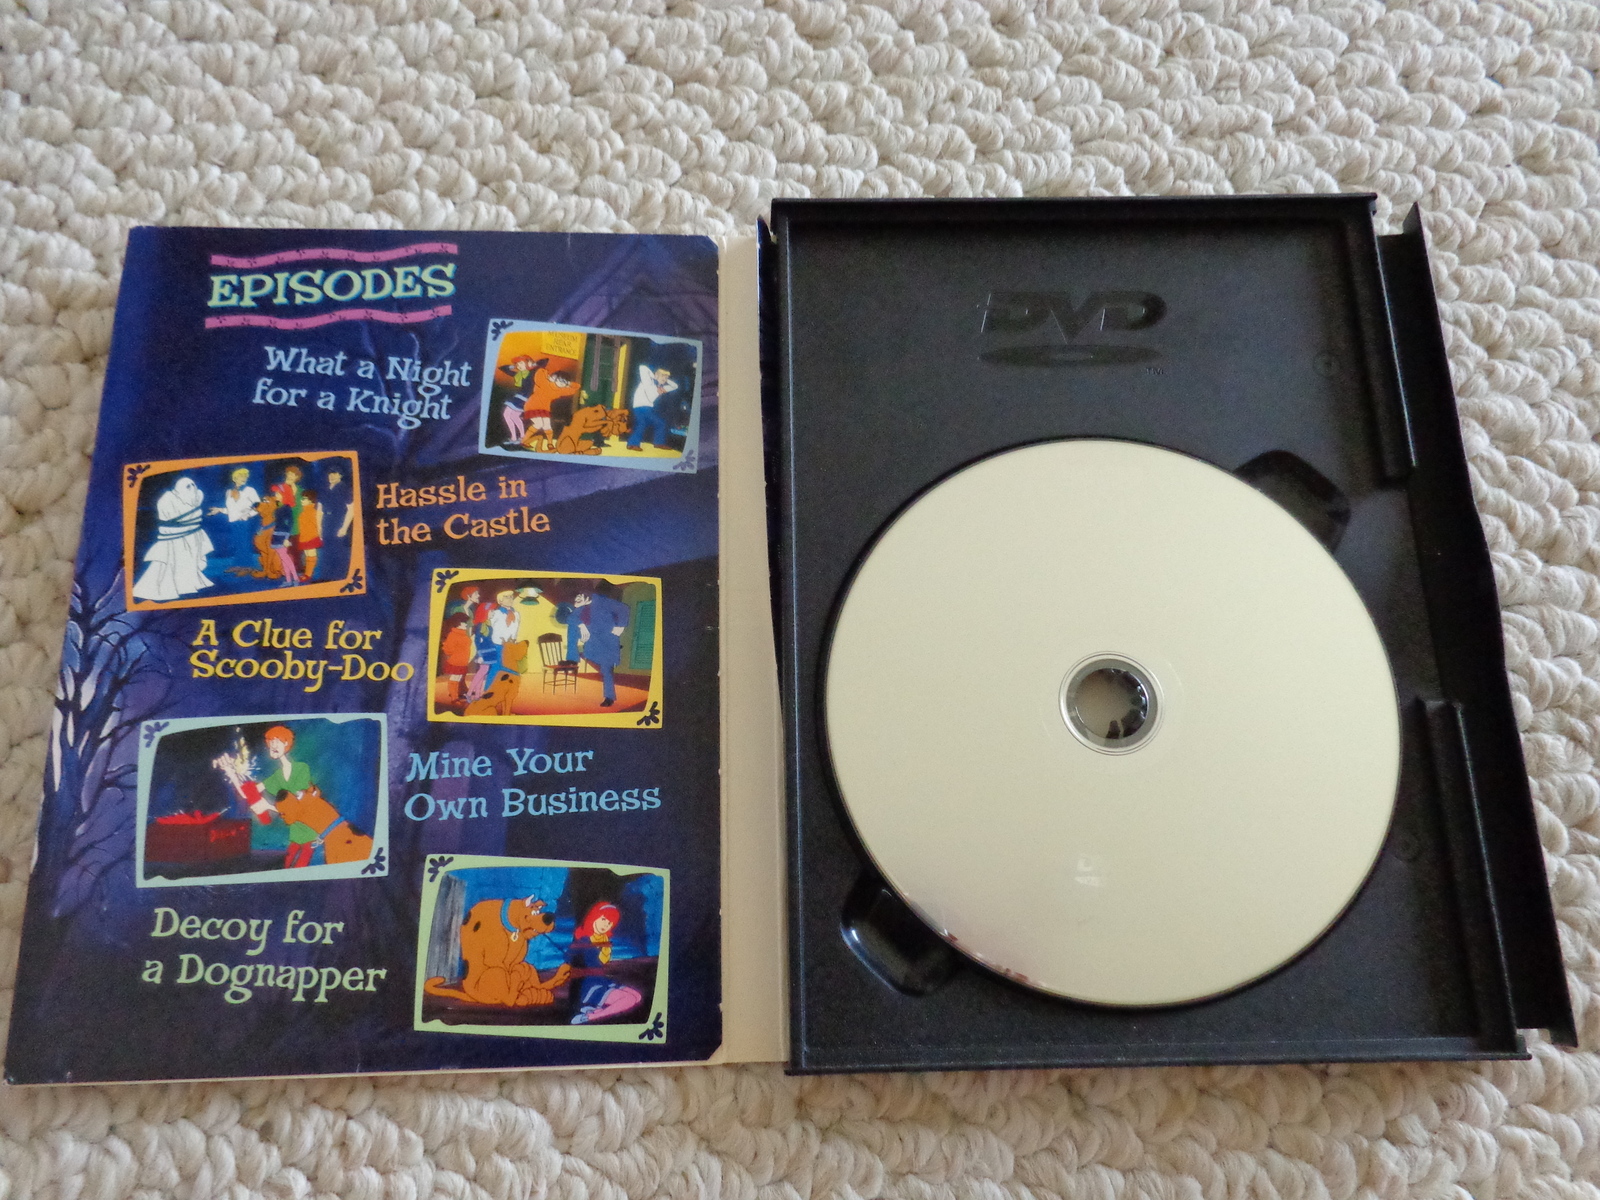 EPISODES
What a Night
for a Knight
Hassle in
the Castle
A Clue for
Scooby-Doo
Mine Your
Own Business
Decoy for
a Dognapper
DVD
TM